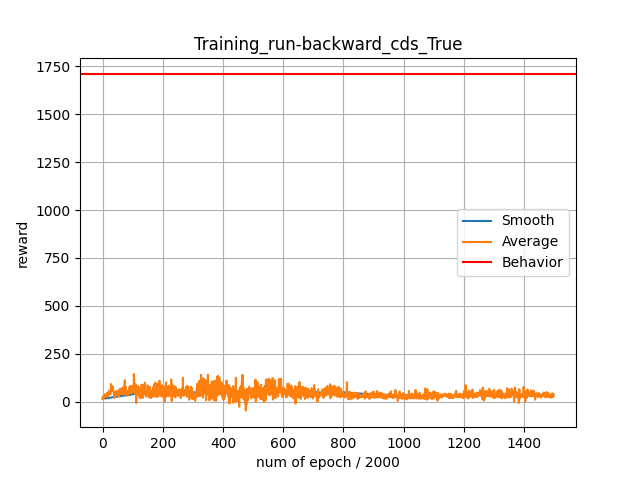 Training_run-backward_cds_True
1750
1500
1250
1000
750
500
250
0
reward
Smooth
Average
Behavior
0 200 400 600 800 1000 1200 1400
num of epoch / 2000